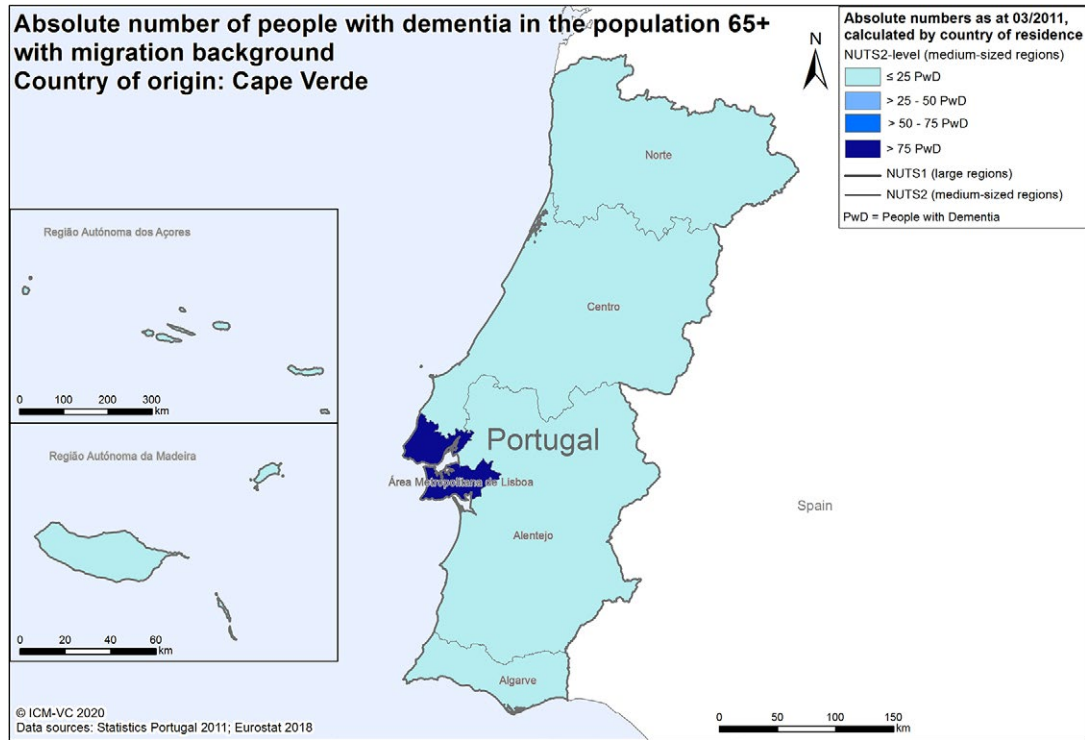 Absolute number of people with dementia in the population 65+
with migration background
Country of origin: Cape Verde
N
Absolute numbers as at 03/2011,
calculated by country of residence
NUTS2-level (medium-sized regions)
≤ 25 PwD
> 25 - 50 PwD
> 50 - 75 PwD
> 75 PwD
NUTS1 (large regions)
NUTS2 (medium-sized regions)
PwD = People with Dementia
Norte
Região Autónoma dos Açores
0 100 200 300
km
Centro
Portugal
Região Autónoma da Madeira
Área Metropolitana de Lisboa
Spain
Alentejo
0 20 40 60
km
Algarve
© ICM-VC 2020
Data sources: Statistics Portugal 2011; Eurostat 2018
0 50 100 150
km